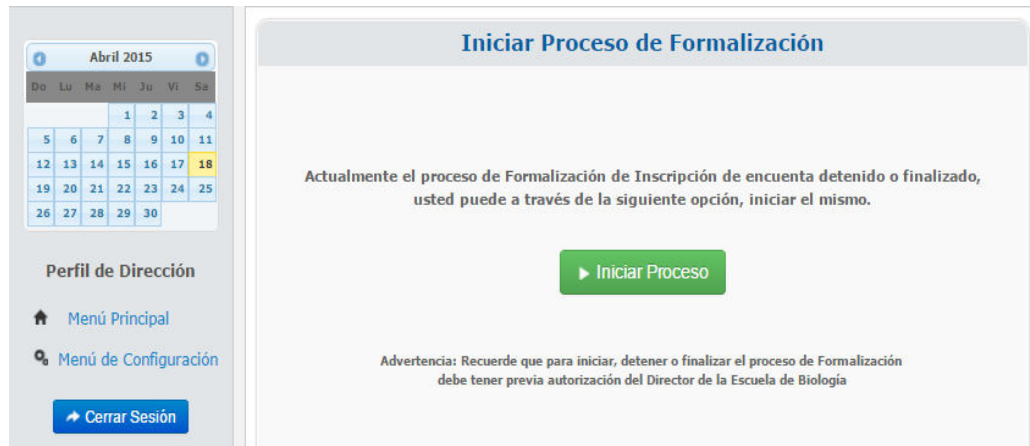 Abril 2015
Do Lu Ma Mi Ju Vi Sa
1 2 3 4
5 6 7 8 9 10 11
12 13 14 15 16 17 18
19 20 21 22 23 24 25
26 27 28 29 30
Perfil de Dirección
Menú Principal
Menú de Configuración
Cerrar Sesión
Iniciar Proceso de Formalización
Actualmente el proceso de Formalización de Inscripción de encuenta detenido o finalizado,
usted puede a través de la siguiente opción, iniciar el mismo.
Iniciar Proceso
Advertencia: Recuerde que para iniciar, detener o finalizar el proceso de Formalización
debe tener previa autorización del Director de la Escuela de Biología